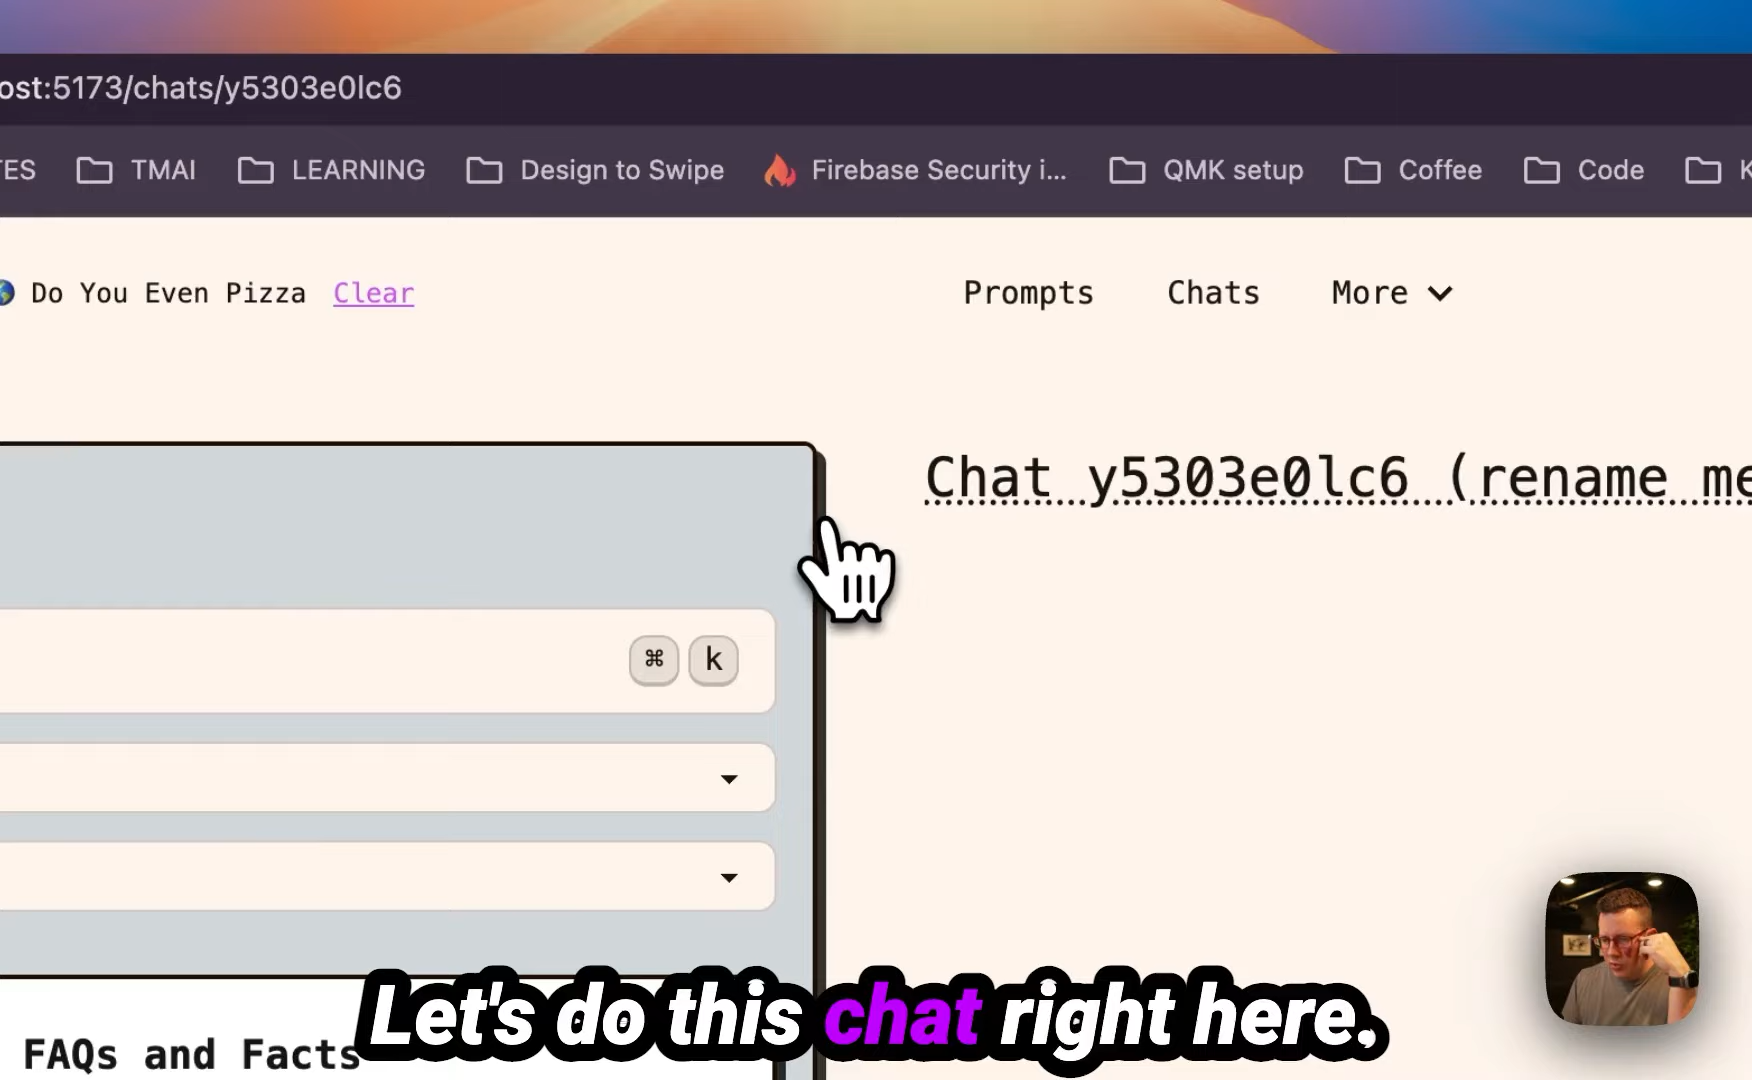 ost:5173/chats/y5303e0lc6
TES TMAI LEARNING Design to Swipe Firebase Security i... QMK setup Coffee Code K
Do You Even Pizza Clear Prompts Chats More
Chat y5303e0lc6 (rename me
⌘ k
FAQs and Facts
Let's do this chat right here.